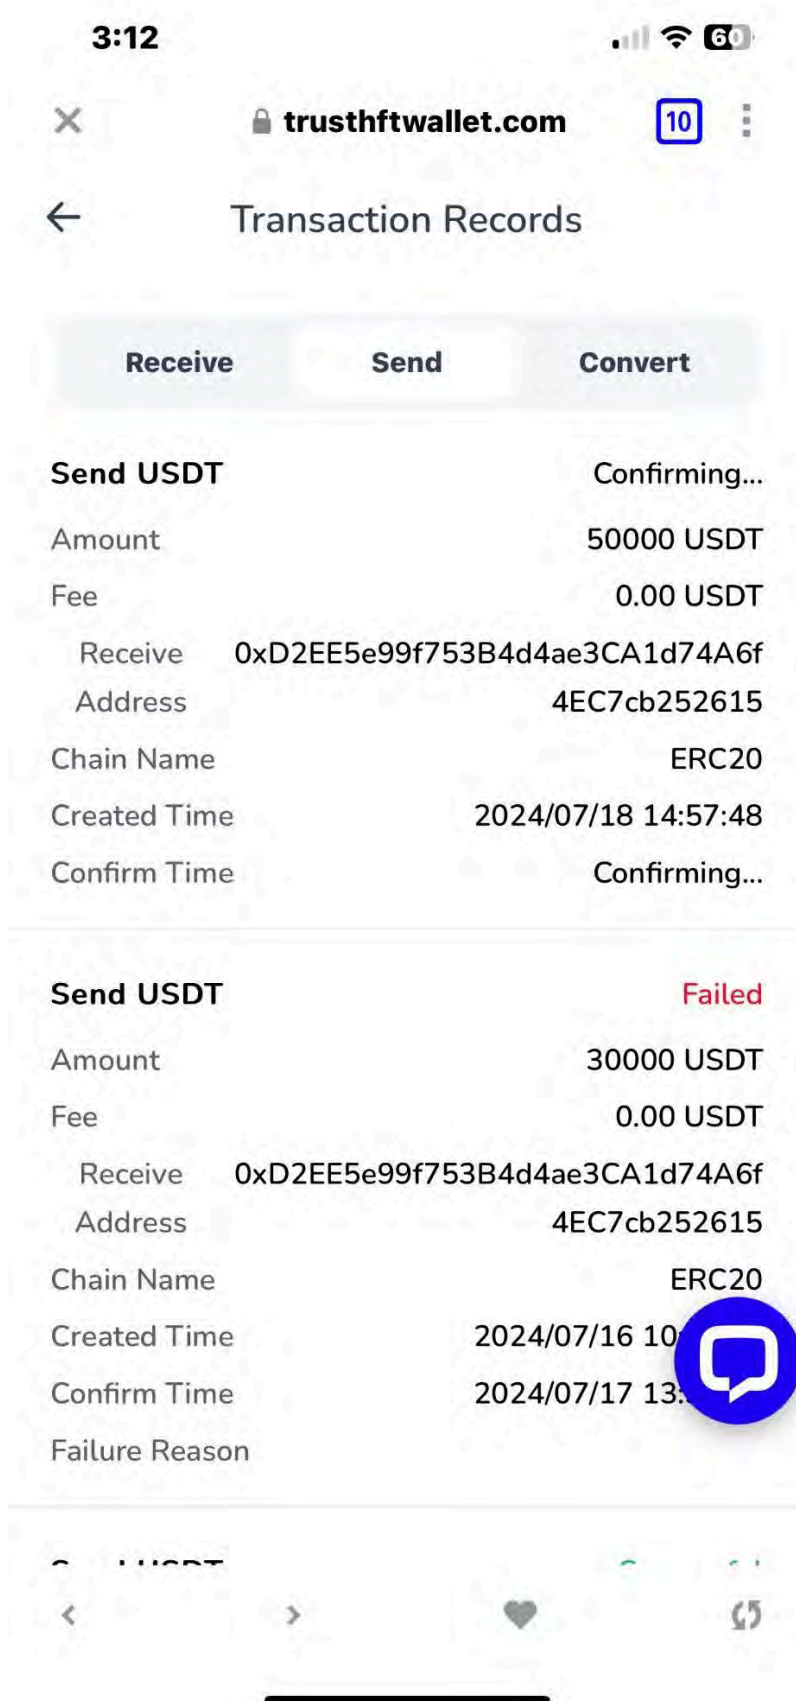 3:12
60
trusthftwallet.com
10
Transaction Records
Receive Send Convert
Send USDT Confirming...
Amount 50000 USDT
Fee 0.00 USDT
Receive 0xD2EE5e99f753B4d4ae3CA1d74A6f
Address 4EC7cb252615
Chain Name ERC20
Created Time 2024/07/18 14:57:48
Confirm Time Confirming...
Send USDT Failed
Amount 30000 USDT
Fee 0.00 USDT
Receive 0xD2EE5e99f753B4d4ae3CA1d74A6f
Address 4EC7cb252615
Chain Name ERC20
Created Time 2024/07/16 10:
Confirm Time 2024/07/17 13:
Failure Reason